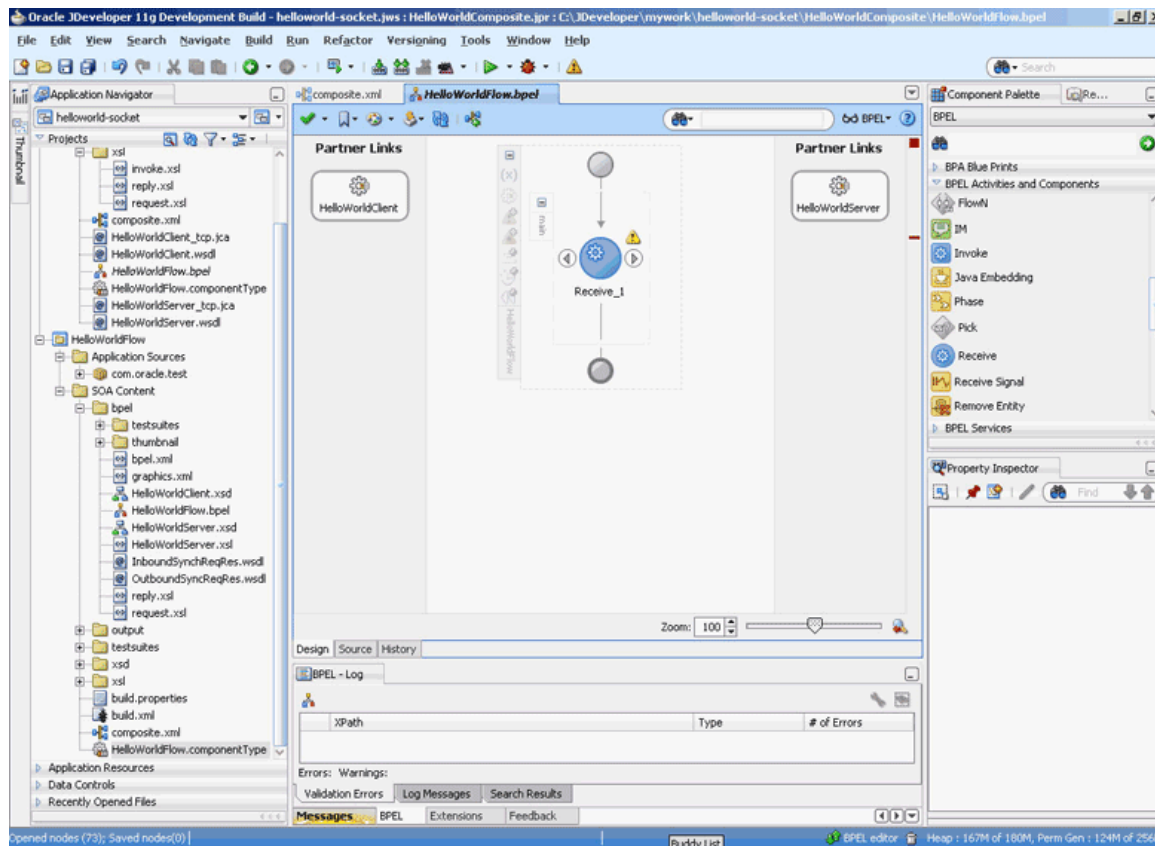 Oracle JDeveloper 11g Development Build - helloworld-socket.jws : HelloWorldComposite.jpr : C:\JDeveloper\mywork\helloworld-socket\HelloWorldComposite\HelloWorldFlow.bpel
File Edit View Search Navigate Build Run Refactor Versioning Tools Window Help
Search
Application Navigator
helloworld-socket
Projects
xsl
invoke.xsl
reply.xsl
request.xsl
composite.xml
HelloWorldClient_tcp.jca
HelloWorldClient.wsdl
HelloWorldFlow.bpel
HelloWorldFlow.componentType
HelloWorldServer_tcp.jca
HelloWorldServer.wsdl
HelloWorldFlow
Application Sources
com.oracle.test
SOA Content
bpel
testsuites
thumbnail
bpel.xml
graphics.xml
HelloWorldClient.xsd
HelloWorldFlow.bpel
HelloWorldServer.xsd
HelloWorldServer.xsl
InboundSynchReqRes.wsdl
OutboundSyncReqRes.wsdl
reply.xsl
request.xsl
output
testsuites
xsd
xsl
build.properties
build.xml
composite.xml
HelloWorldFlow.componentType
Application Resources
Data Controls
Recently Opened Files
Thumbnail
composite.xml HelloWorldFlow.bpel
BPEL
Partner Links
HelloWorldClient
main
Receive_1
HelloWorldFlow
Partner Links
HelloWorldServer
Zoom: 100
Design Source History
BPEL - Log
XPath Type # of Errors
Errors: Warnings:
Validation Errors Log Messages Search Results
Messages BPEL Extensions Feedback
Component Palette Re...
BPEL
BPA Blue Prints
BPEL Activities and Components
FlowN
IM
Invoke
Java Embedding
Phase
Pick
Receive
Receive Signal
Remove Entity
BPEL Services
Property Inspector
Find
Opened nodes (73); Saved nodes(0)
Buddy List
BPEL editor
Heap : 167M of 180M, Perm Gen : 124M of 256